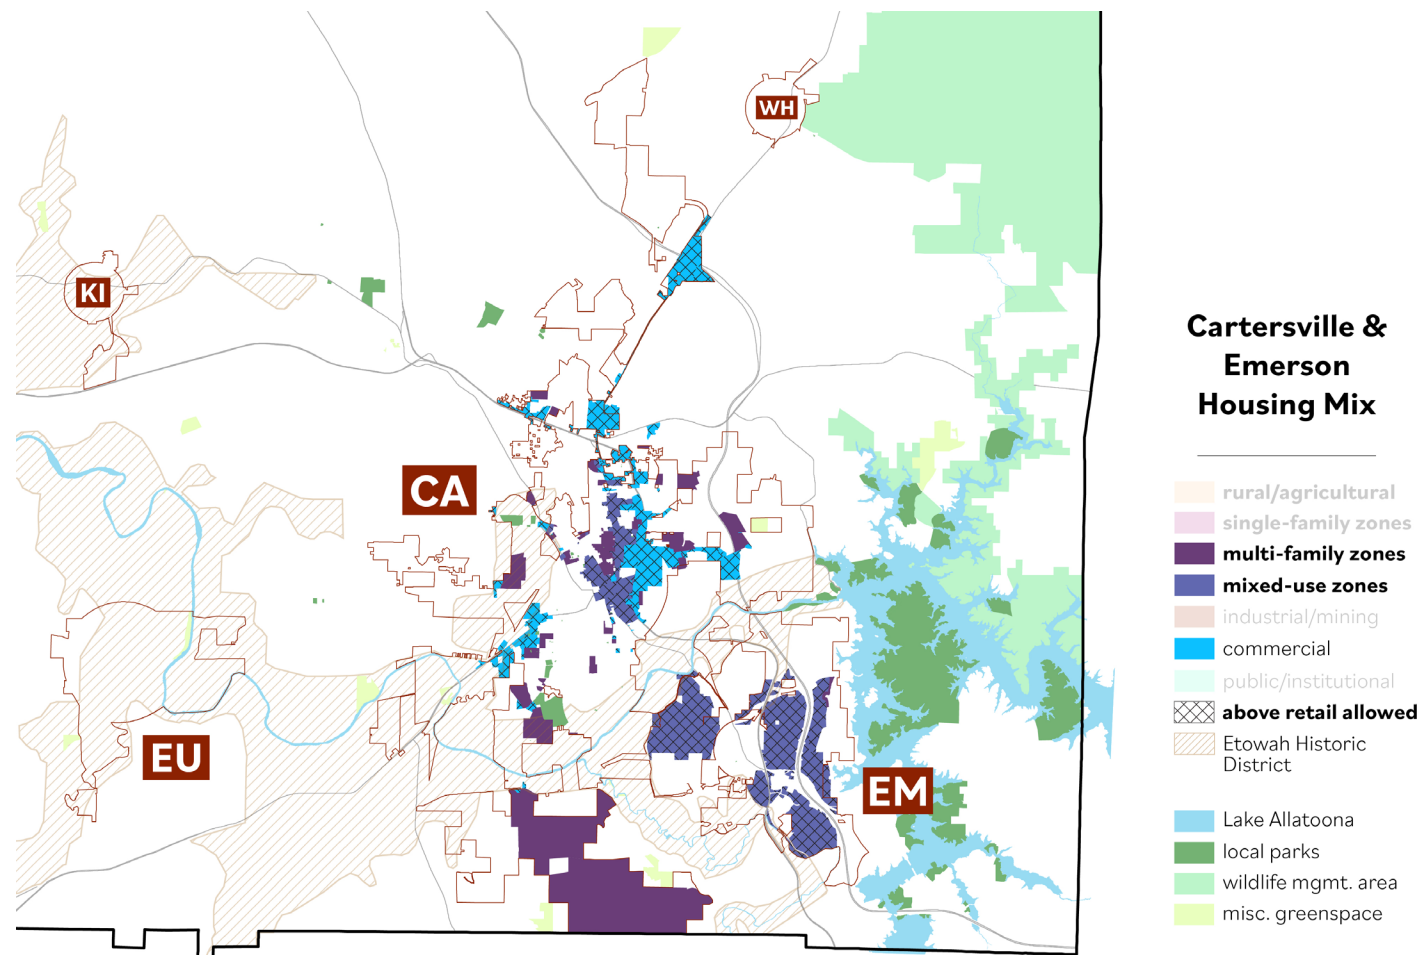 WH
KI
CA
EU
EM
Cartersville &
Emerson
Housing Mix
rural/agricultural
single-family zones
multi-family zones
mixed-use zones
industrial/mining
commercial
public/institutional
above retail allowed
Etowah Historic
District
Lake Allatoona
local parks
wildlife mgmt. area
misc. greenspace